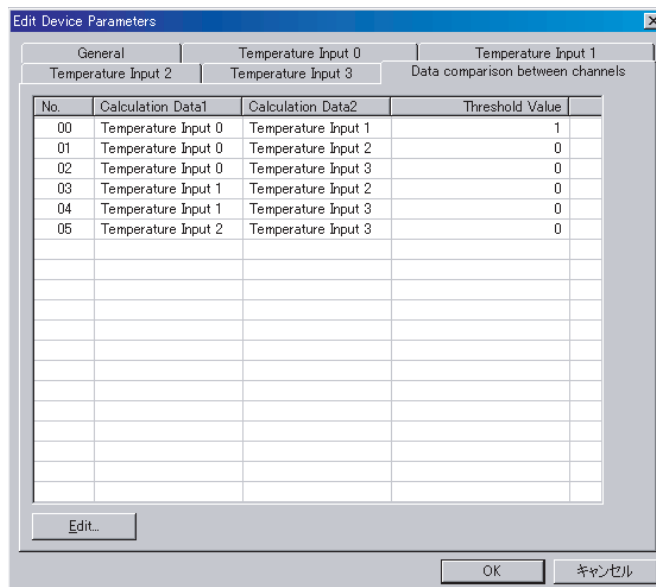 Edit Device Parameters
General Temperature Input 0 Temperature Input 1
Temperature Input 2 Temperature Input 3 Data comparison between channels
No. Calculation Data1 Calculation Data2 Threshold Value
00 Temperature Input 0 Temperature Input 1 1
01 Temperature Input 0 Temperature Input 2 0
02 Temperature Input 0 Temperature Input 3 0
03 Temperature Input 1 Temperature Input 2 0
04 Temperature Input 1 Temperature Input 3 0
05 Temperature Input 2 Temperature Input 3 0
Edit...
OK キャンセル